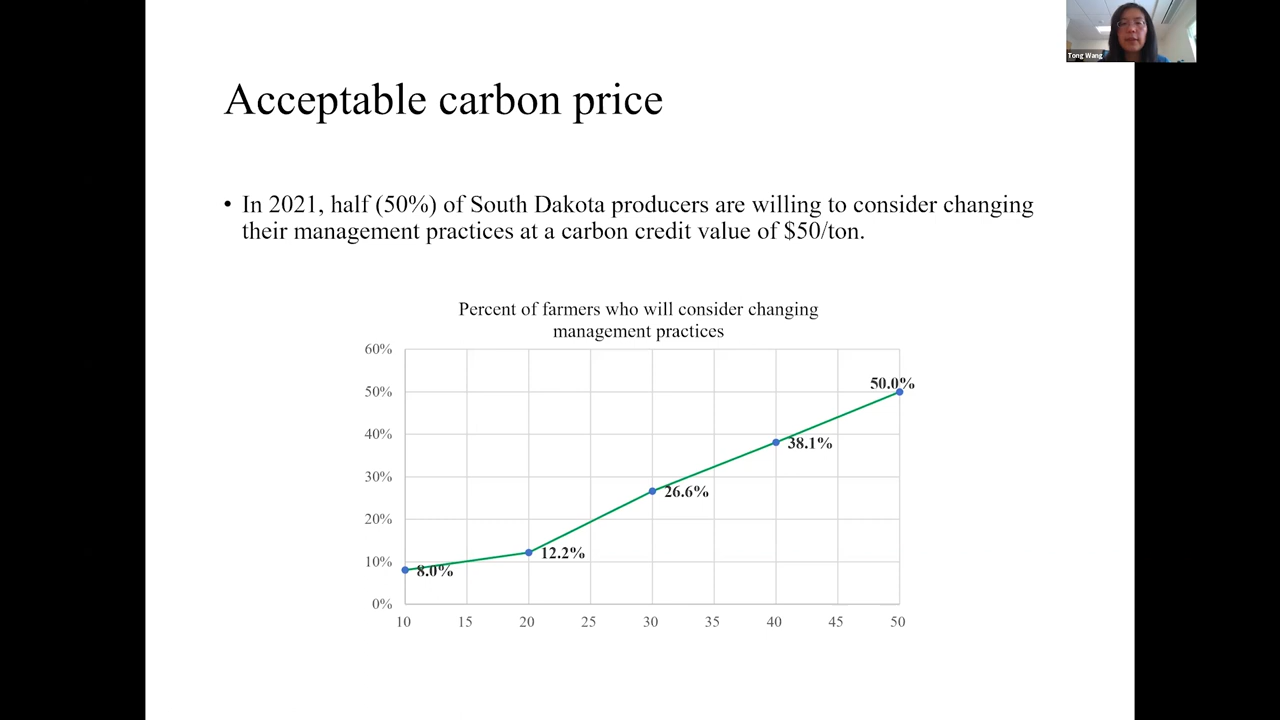 Tong Wang
Acceptable carbon price
• In 2021, half (50%) of South Dakota producers are willing to consider changing
their management practices at a carbon credit value of $50/ton.
Percent of farmers who will consider changing
management practices
60%
50%
40%
30%
20%
10%
0%
50.0%
38.1%
26.6%
12.2%
8.0%
10 15 20 25 30 35 40 45 50